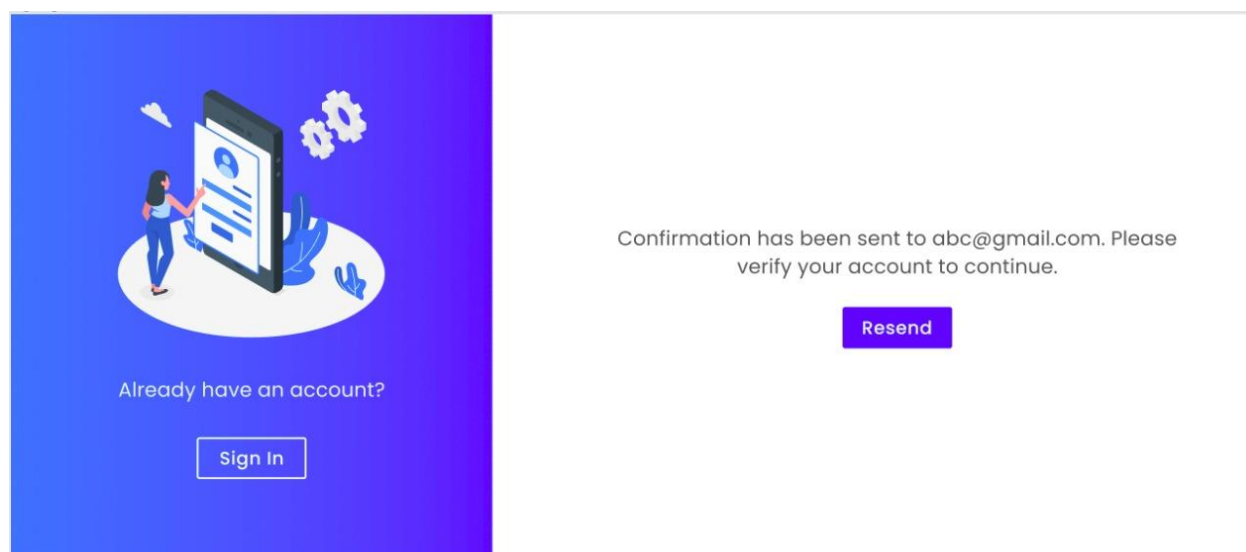 Already have an account?
Sign In
Confirmation has been sent to abc@gmail.com. Please
verify your account to continue.
Resend